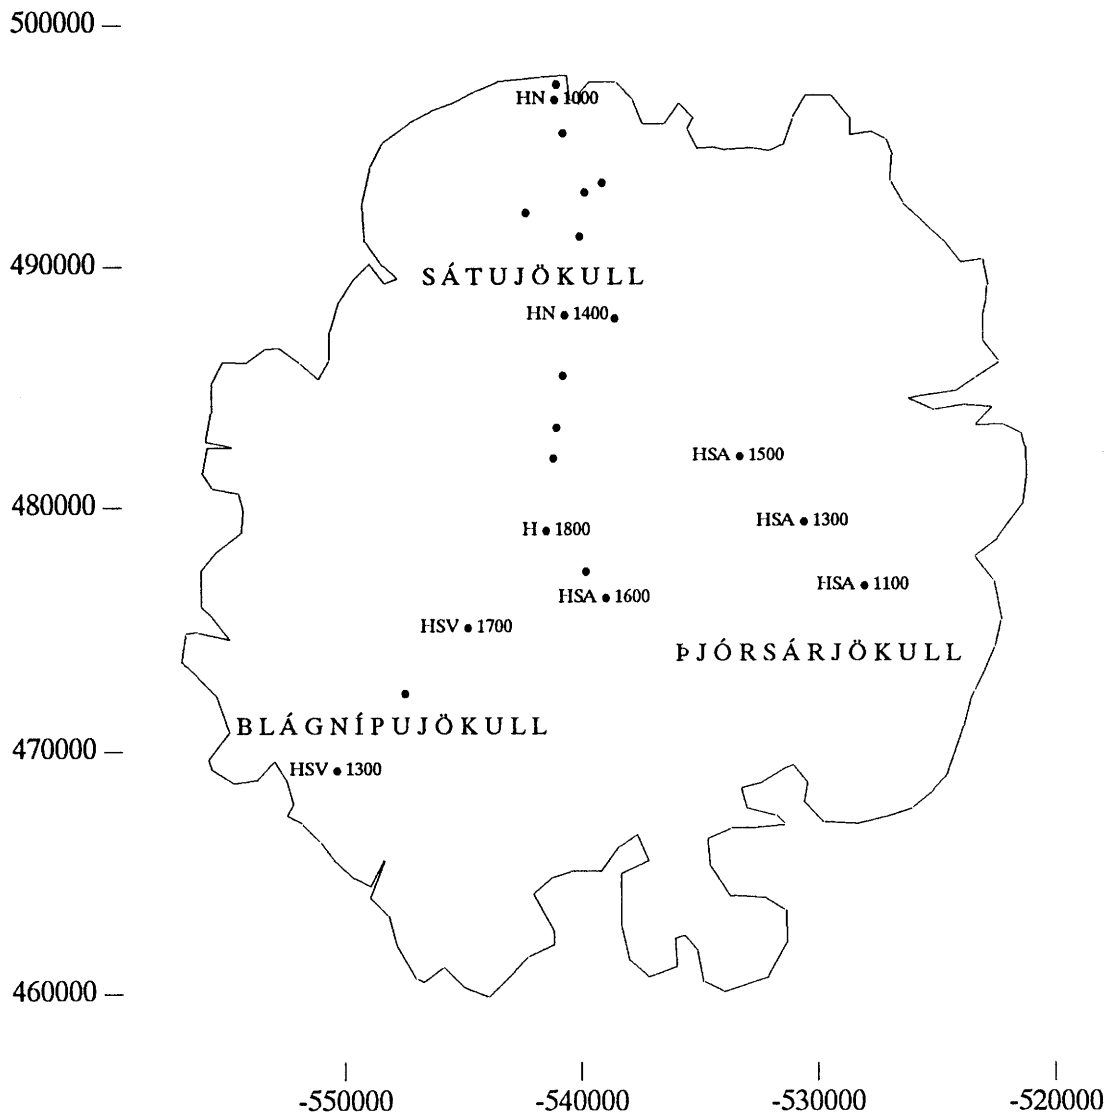 500000
HN 1000
490000
SÁTUJÖKULL
HN 1400
HSA 1500
480000
HSA 1300
H 1800
HSA 1100
HSA 1600
HSV 1700
ÞJÓRSÁRJÖKULL
BLÁGNÍPUJÖKULL
470000
HSV 1300
460000
-550000 -540000 -530000 -520000